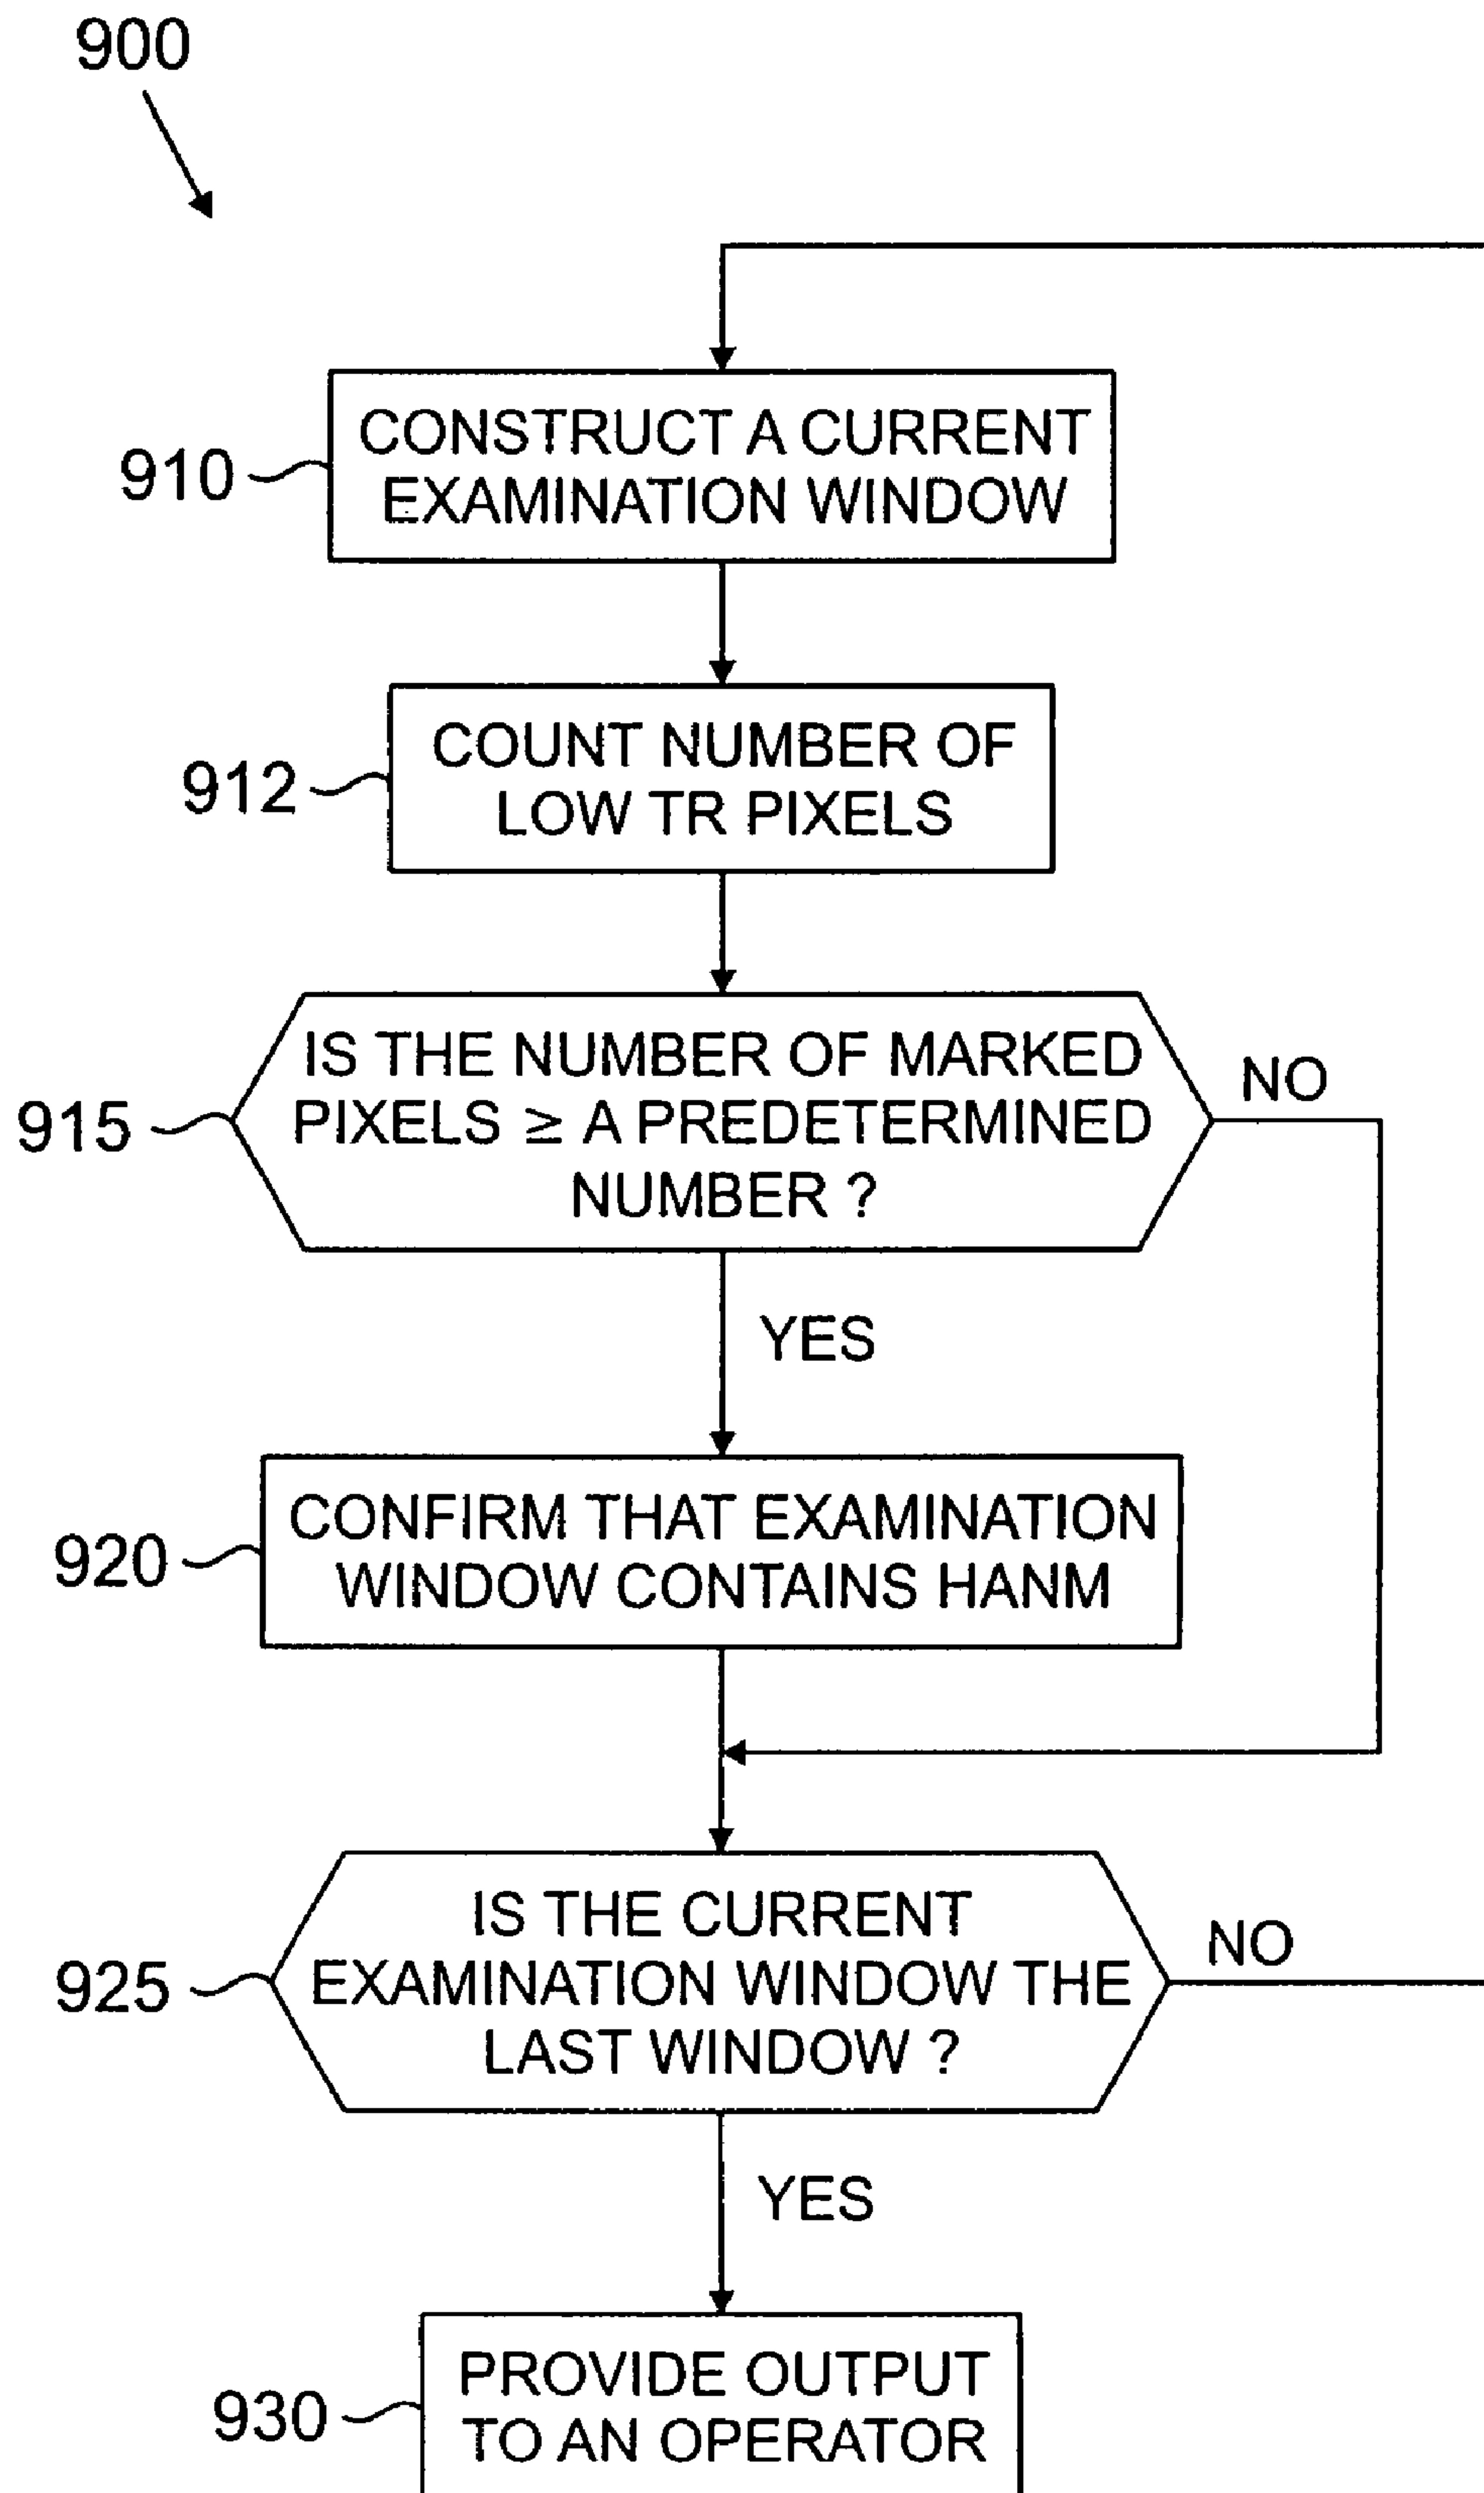 900
910
CONSTRUCT A CURRENT
EXAMINATION WINDOW
912
COUNT NUMBER OF
LOW TR PIXELS
915
IS THE NUMBER OF MARKED
PIXELS ≥ A PREDETERMINED
NUMBER ?
NO
YES
920
CONFIRM THAT EXAMINATION
WINDOW CONTAINS HANM
925
IS THE CURRENT
EXAMINATION WINDOW THE
LAST WINDOW ?
NO
YES
930
PROVIDE OUTPUT
TO AN OPERATOR